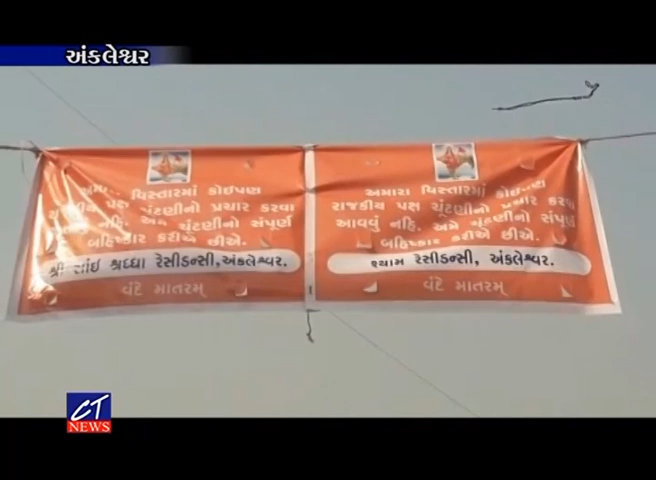 અંકલેશ્વર
અમારા વિસ્તારમાં કોઈપણ
રાજકીય પક્ષ ચૂંટણીનો પ્રચાર કરવા
નહિ. અમે ચૂંટણીનો સંપૂર્ણ
બહિષ્કાર કરીએ છીએ.
શ્રી સાંઈ શ્રધ્ધા રેસીડન્સી,અંકલેશ્વર.
વંદે માતરમ્
અમારા વિસ્તારમાં કોઈપણ
રાજકીય પક્ષ ચૂંટણીનો પ્રચાર કરવા
આવવું નહિ. અમે ચૂંટણીનો સંપૂર્ણ
બહિષ્કાર કરીએ છીએ.
શ્યામ રેસીડન્સી, અંકલેશ્વર.
વંદે માતરમ્
CT
NEWS